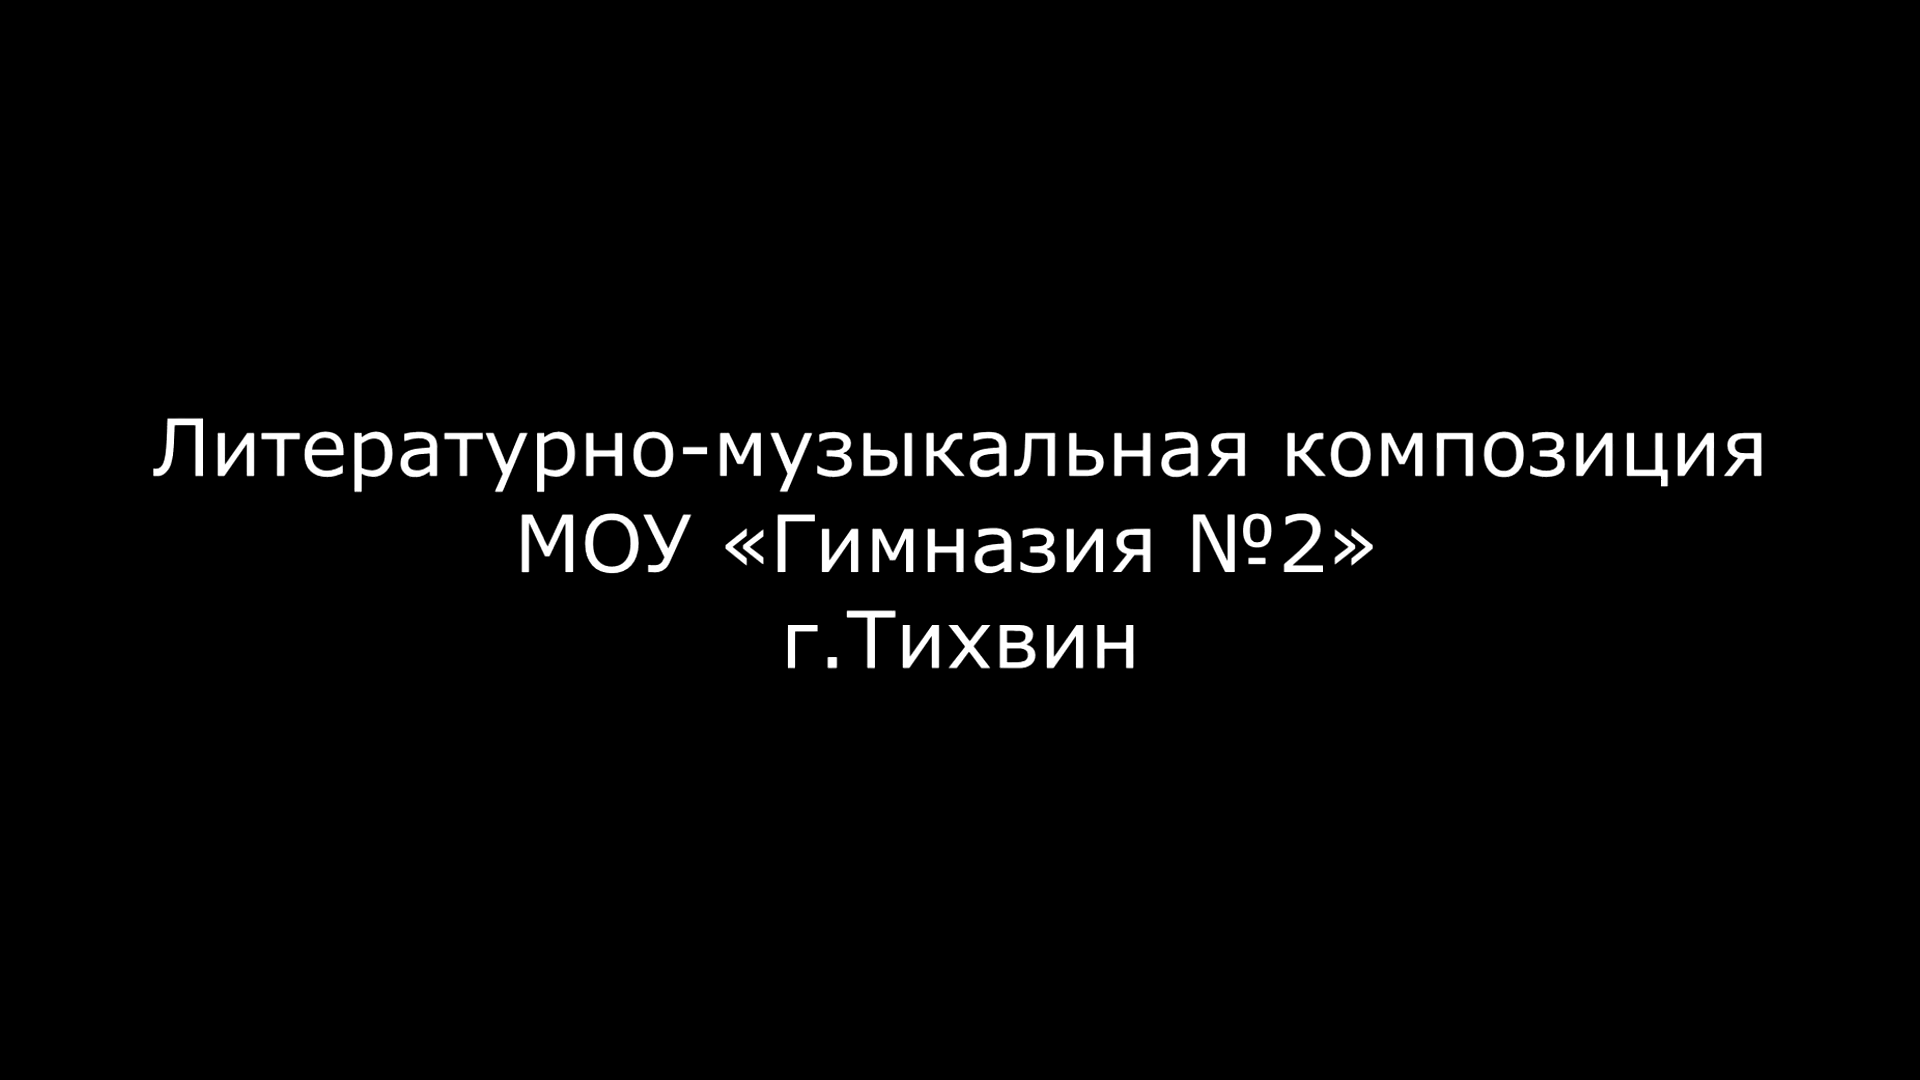 Литературно-музыкальная композиция
МОУ «Гимназия №2»
г.Тихвин